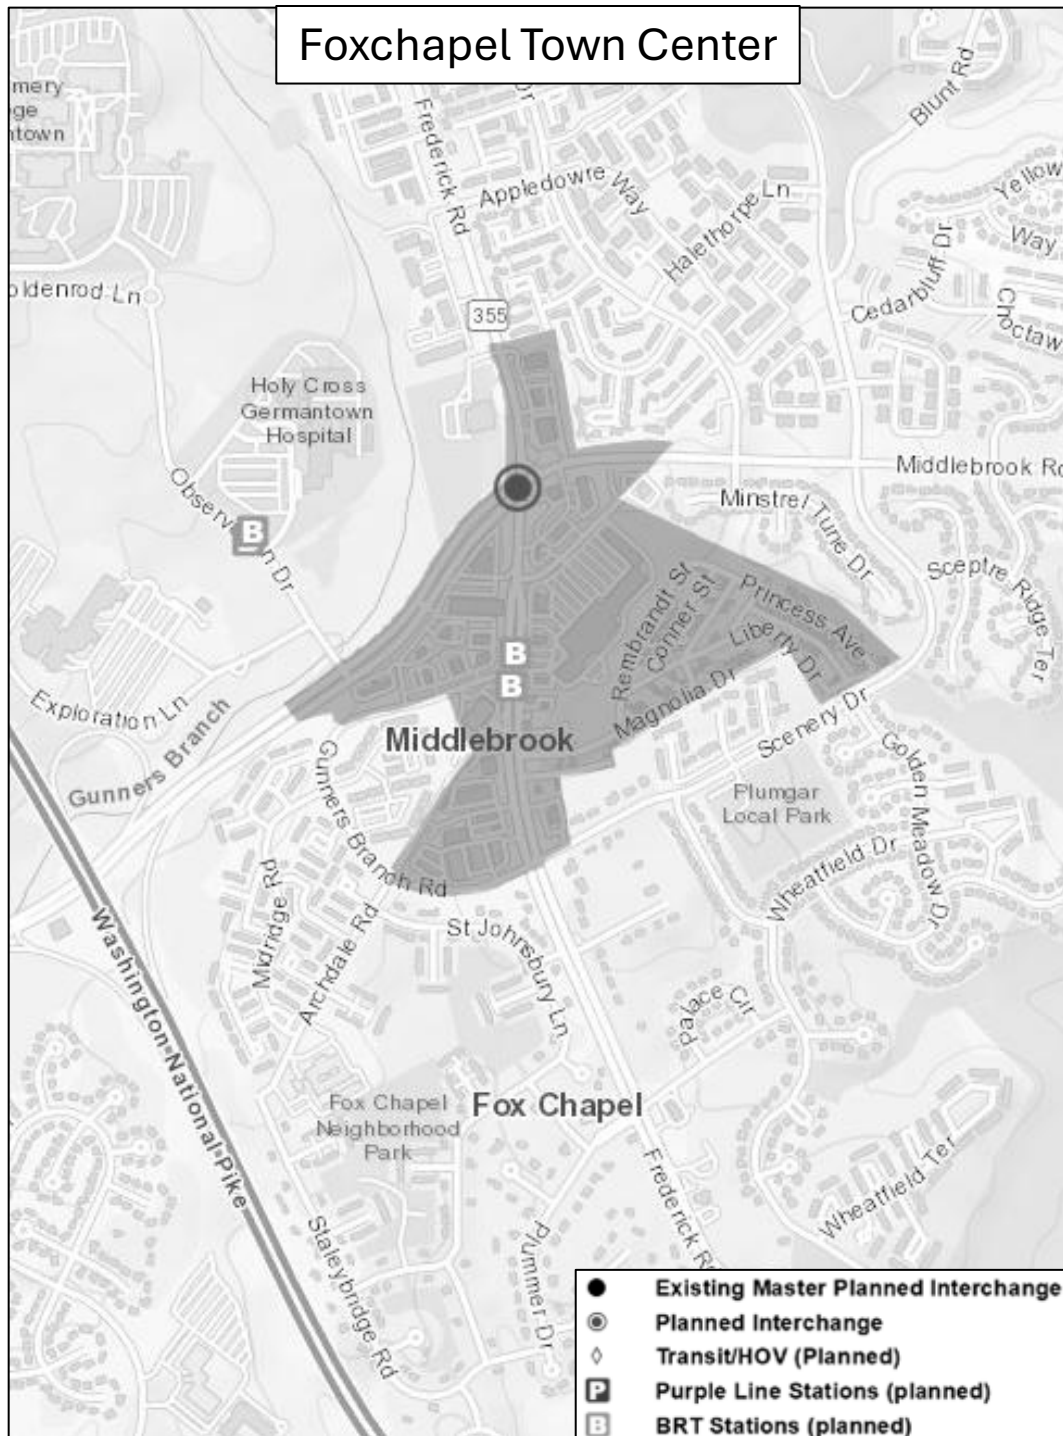 Foxchapel Town Center
mery
ege
ntown
Frederick Rd
Dr
Blunt Rd
Appledowre Way
Halethorpe Ln
Yellow
Way
Cedarbluff Dr
Choctaw
oldenrod Ln
355
Holy Cross
Germantown
Hospital
Middlebrook Rd
Observation Dr
B
Minstrel Tune Dr
Sceptre Ridge Ter
Rembrandt St
Conner St
Princess Ave
Liberty Dr
B
B
Magnolia Dr
Scenery Dr
Exploration Ln
Gunners Branch
Middlebrook
Gunners Branch Rd
Golden Meadow Dr
Plumgar
Local Park
Wheatfield Dr
Midridge Rd
Archdale Rd
St Johnsbury Ln
Washington National Pike
Palace Cir
Fox Chapel
Neighborhood
Park
Fox Chapel
Frederick Rd
Wheatfield Ter
Staleybridge Rd
Plummer Dr
Existing Master Planned Interchange
Planned Interchange
Transit/HOV (Planned)
P Purple Line Stations (planned)
B BRT Stations (planned)